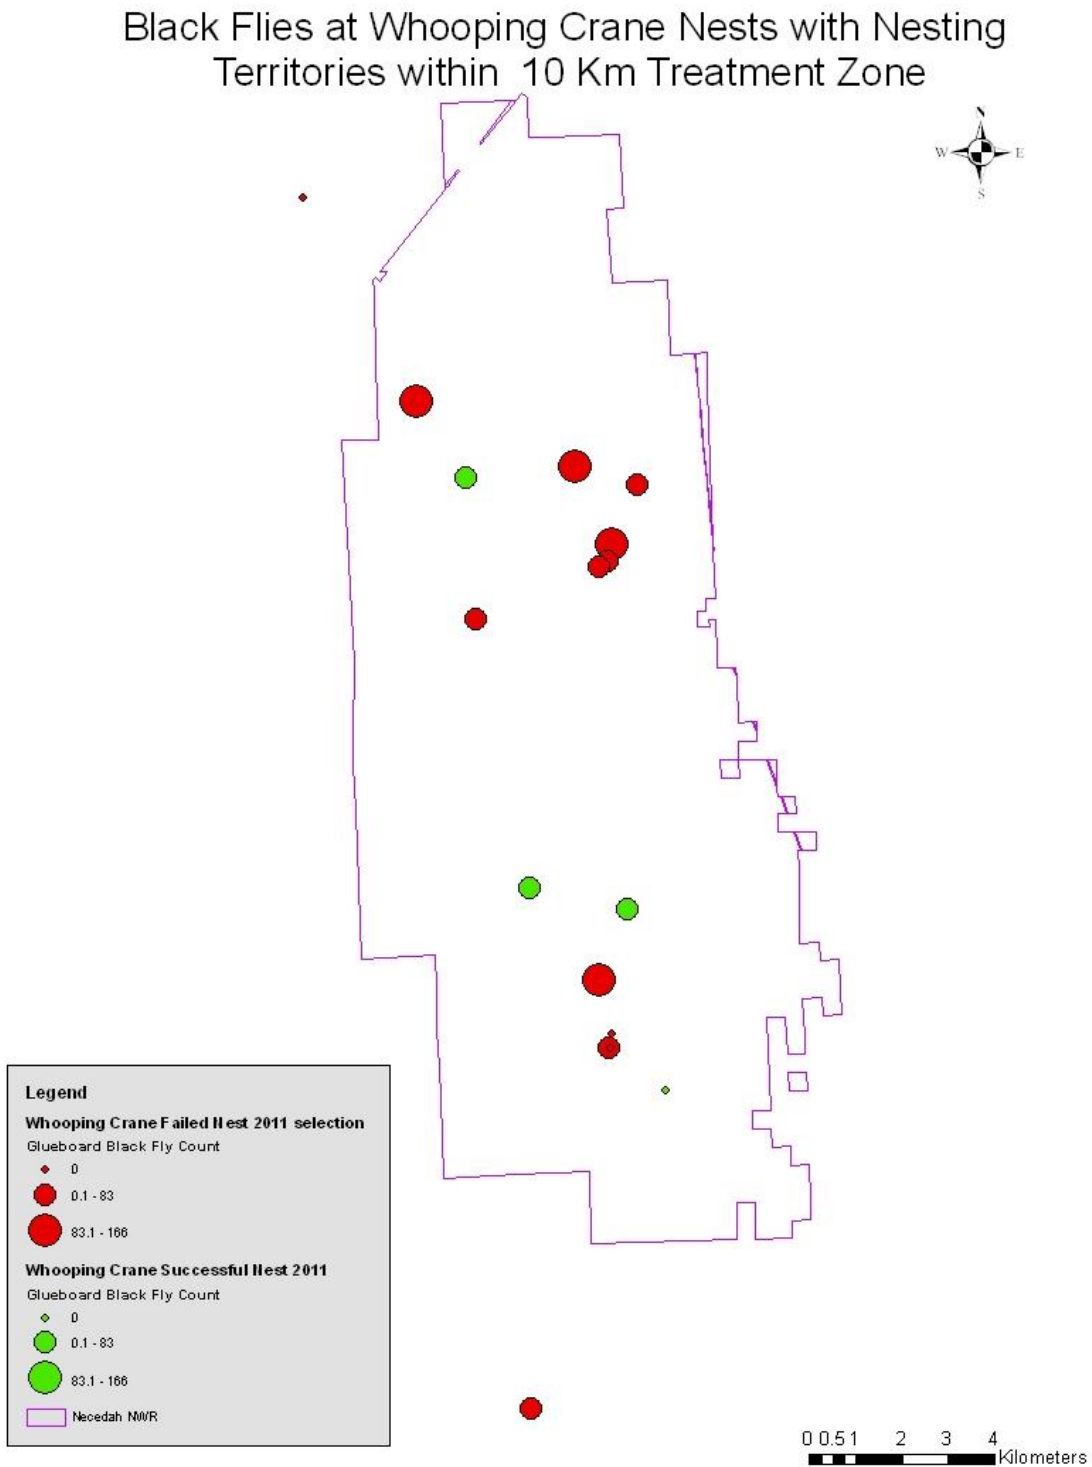 Black Flies at Whooping Crane Nests with Nesting
Territories within 10 Km Treatment Zone
N
W E
S
Legend
Whooping Crane Failed Nest 2011 selection
Glueboard Black Fly Count
0
0.1 - 83
83.1 - 166
Whooping Crane Successful Nest 2011
Glueboard Black Fly Count
0
0.1 - 83
83.1 - 166
Necedah NWR
0 0.5 1 2 3 4
Kilometers